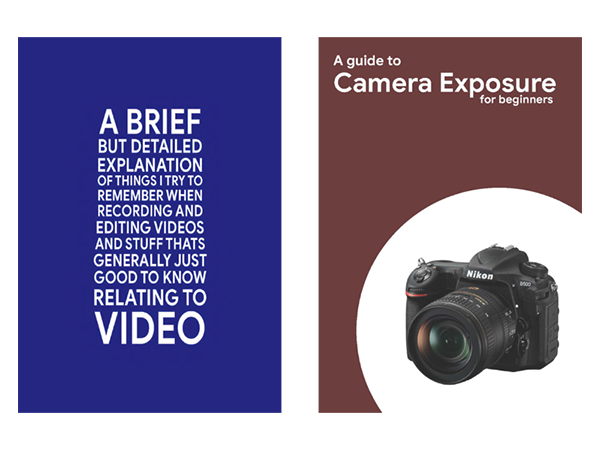 A BRIEF
BUT DETAILED
EXPLANATION
OF THINGS I TRY TO
REMEMBER WHEN
RECORDING AND
EDITING VIDEOS
AND STUFF THATS
GENERALLY JUST
GOOD TO KNOW
RELATING TO
VIDEO
A guide to
Camera Exposure
for beginners
Nikon
D500